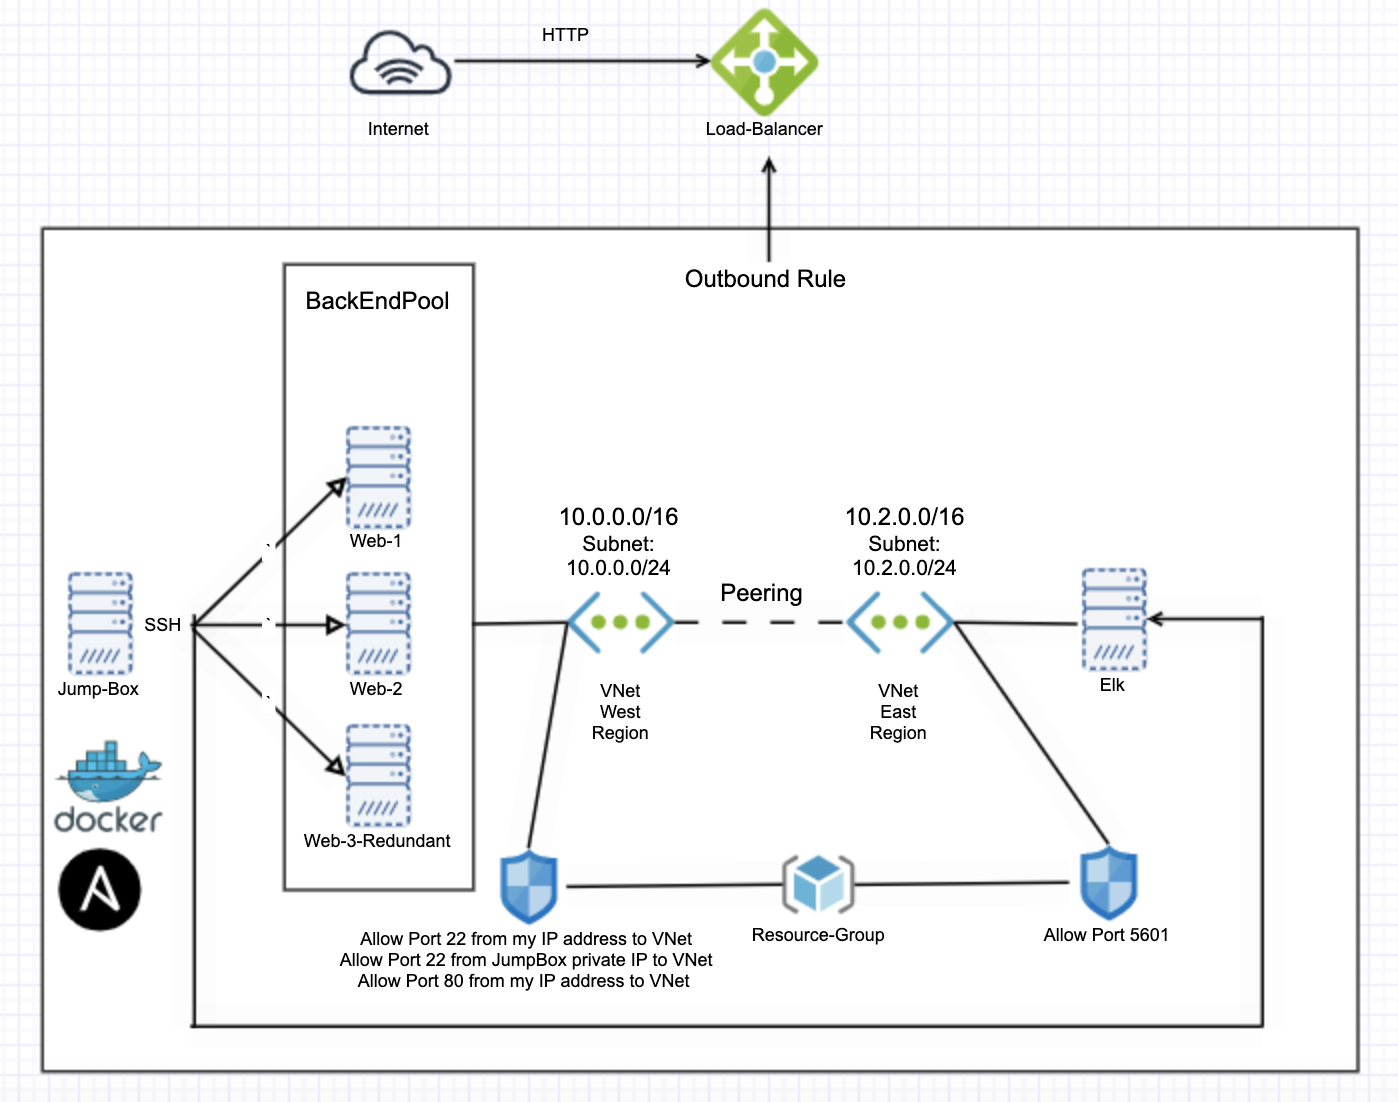 HTTP
Internet
Load-Balancer
Outbound Rule
BackEndPool
Web-1
10.0.0.0/16
Subnet:
10.0.0.0/24
10.2.0.0/16
Subnet:
10.2.0.0/24
Peering
SSH
Jump-Box
Web-2
VNet
West
Region
VNet
East
Region
Elk
docker
Web-3-Redundant
Allow Port 22 from my IP address to VNet
Allow Port 22 from JumpBox private IP to VNet
Allow Port 80 from my IP address to VNet
Resource-Group
Allow Port 5601